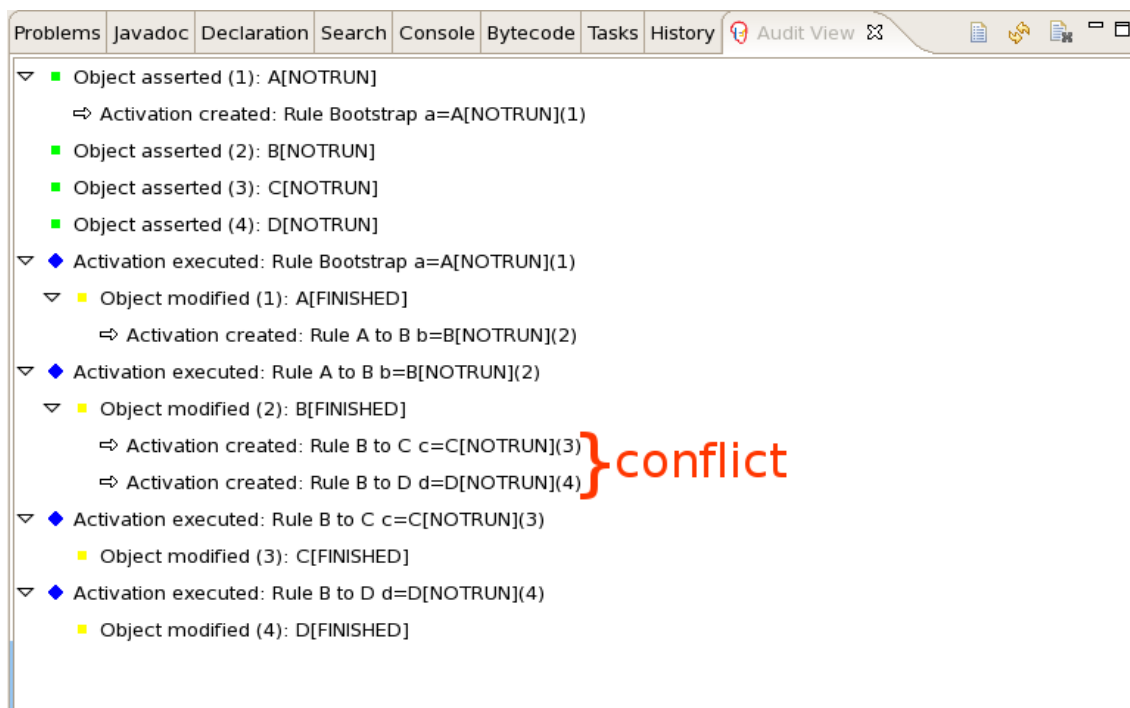 Problems Javadoc Declaration Search Console Bytecode Tasks History Audit View
Object asserted (1): A[NOTRUN]
Activation created: Rule Bootstrap a=A[NOTRUN](1)
Object asserted (2): B[NOTRUN]
Object asserted (3): C[NOTRUN]
Object asserted (4): D[NOTRUN]
Activation executed: Rule Bootstrap a=A[NOTRUN](1)
Object modified (1): A[FINISHED]
Activation created: Rule A to B b=B[NOTRUN](2)
Activation executed: Rule A to B b=B[NOTRUN](2)
Object modified (2): B[FINISHED]
Activation created: Rule B to C c=C[NOTRUN](3)
conflict
Activation created: Rule B to D d=D[NOTRUN](4)
Activation executed: Rule B to C c=C[NOTRUN](3)
Object modified (3): C[FINISHED]
Activation executed: Rule B to D d=D[NOTRUN](4)
Object modified (4): D[FINISHED]